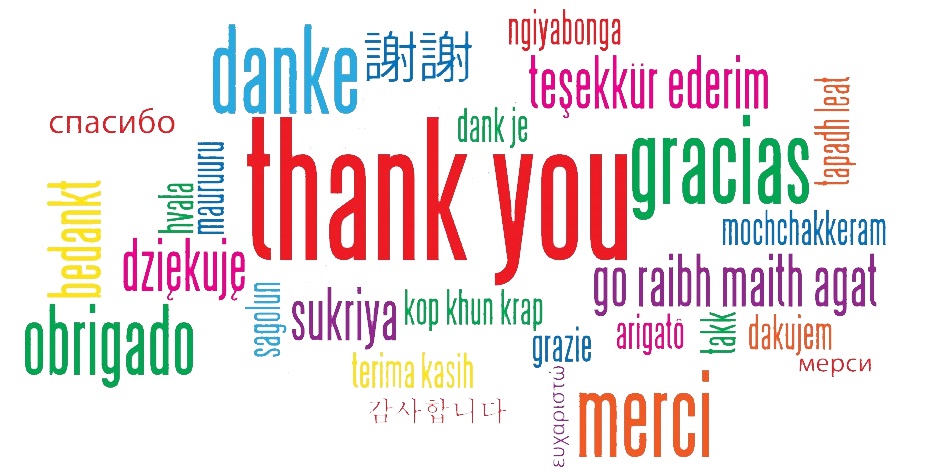 danke
謝謝
ngiyabonga
teşekkür ederim
tapadh leat
спасибо
dank je
thank you
gracias
bedankt
hvala
mauruuru
mochchakkeram
dziękuję
go raibh maith agat
obrigado
sagolun
sukriya
kop khun krap
grazie
arigatô
takk
dakujem
мерси
terima kasih
감사합니다
ευχαριστώ
merci